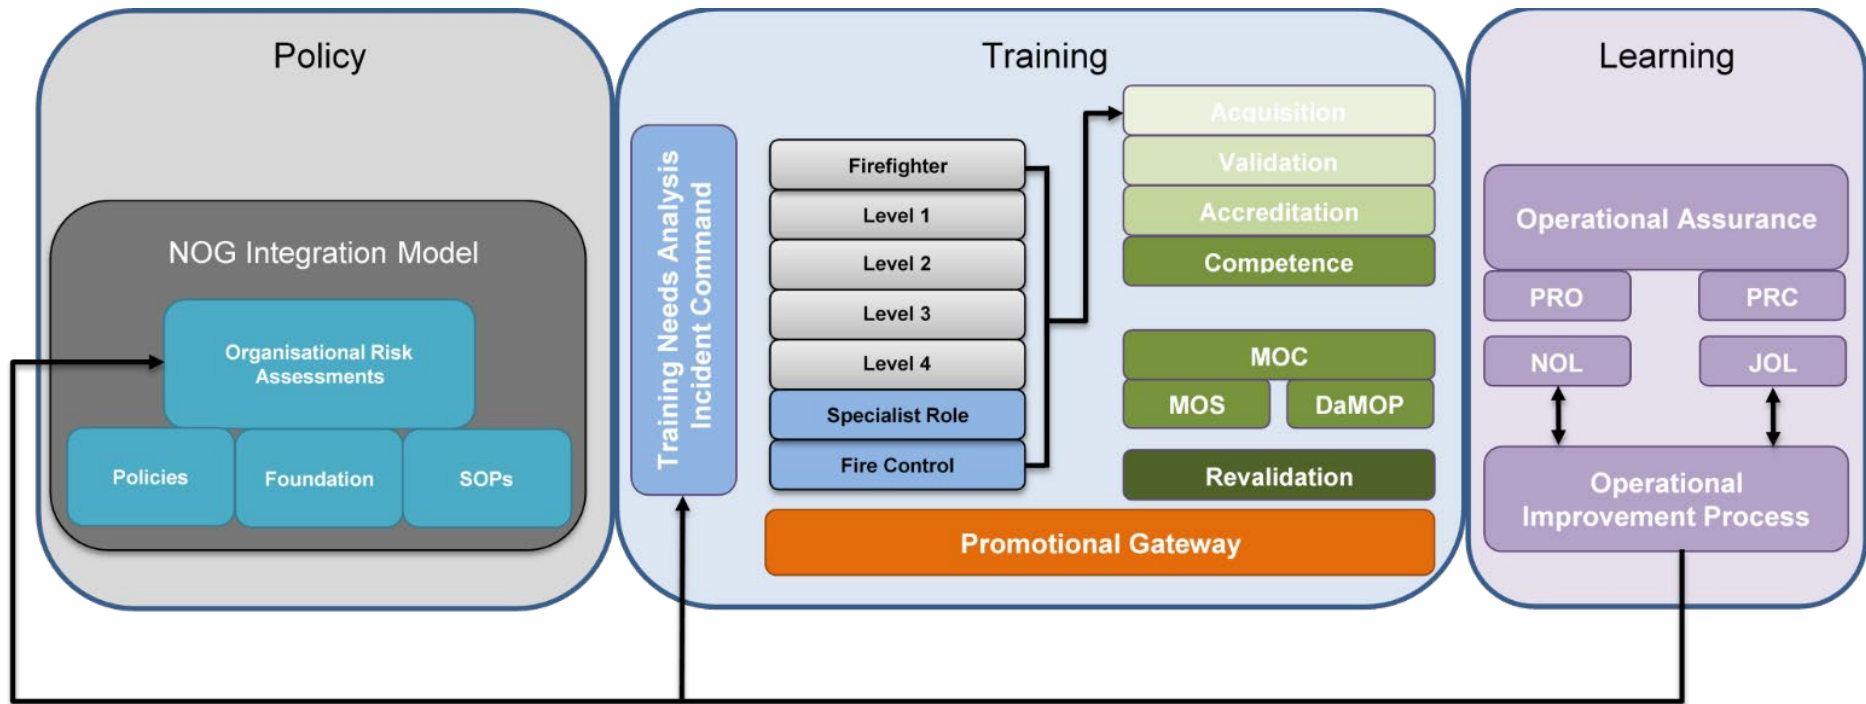 Policy
NOG Integration Model
Organisational Risk
Assessments
Policies
Foundation
SOPs
Training
Training Needs Analysis
Incident Command
Firefighter
Level 1
Level 2
Level 3
Level 4
Specialist Role
Fire Control
Acquisition
Validation
Accreditation
Competence
MOC
MOS
DaMOP
Revalidation
Promotional Gateway
Learning
Operational Assurance
PRO
PRC
NOL
JOL
Operational
Improvement Process